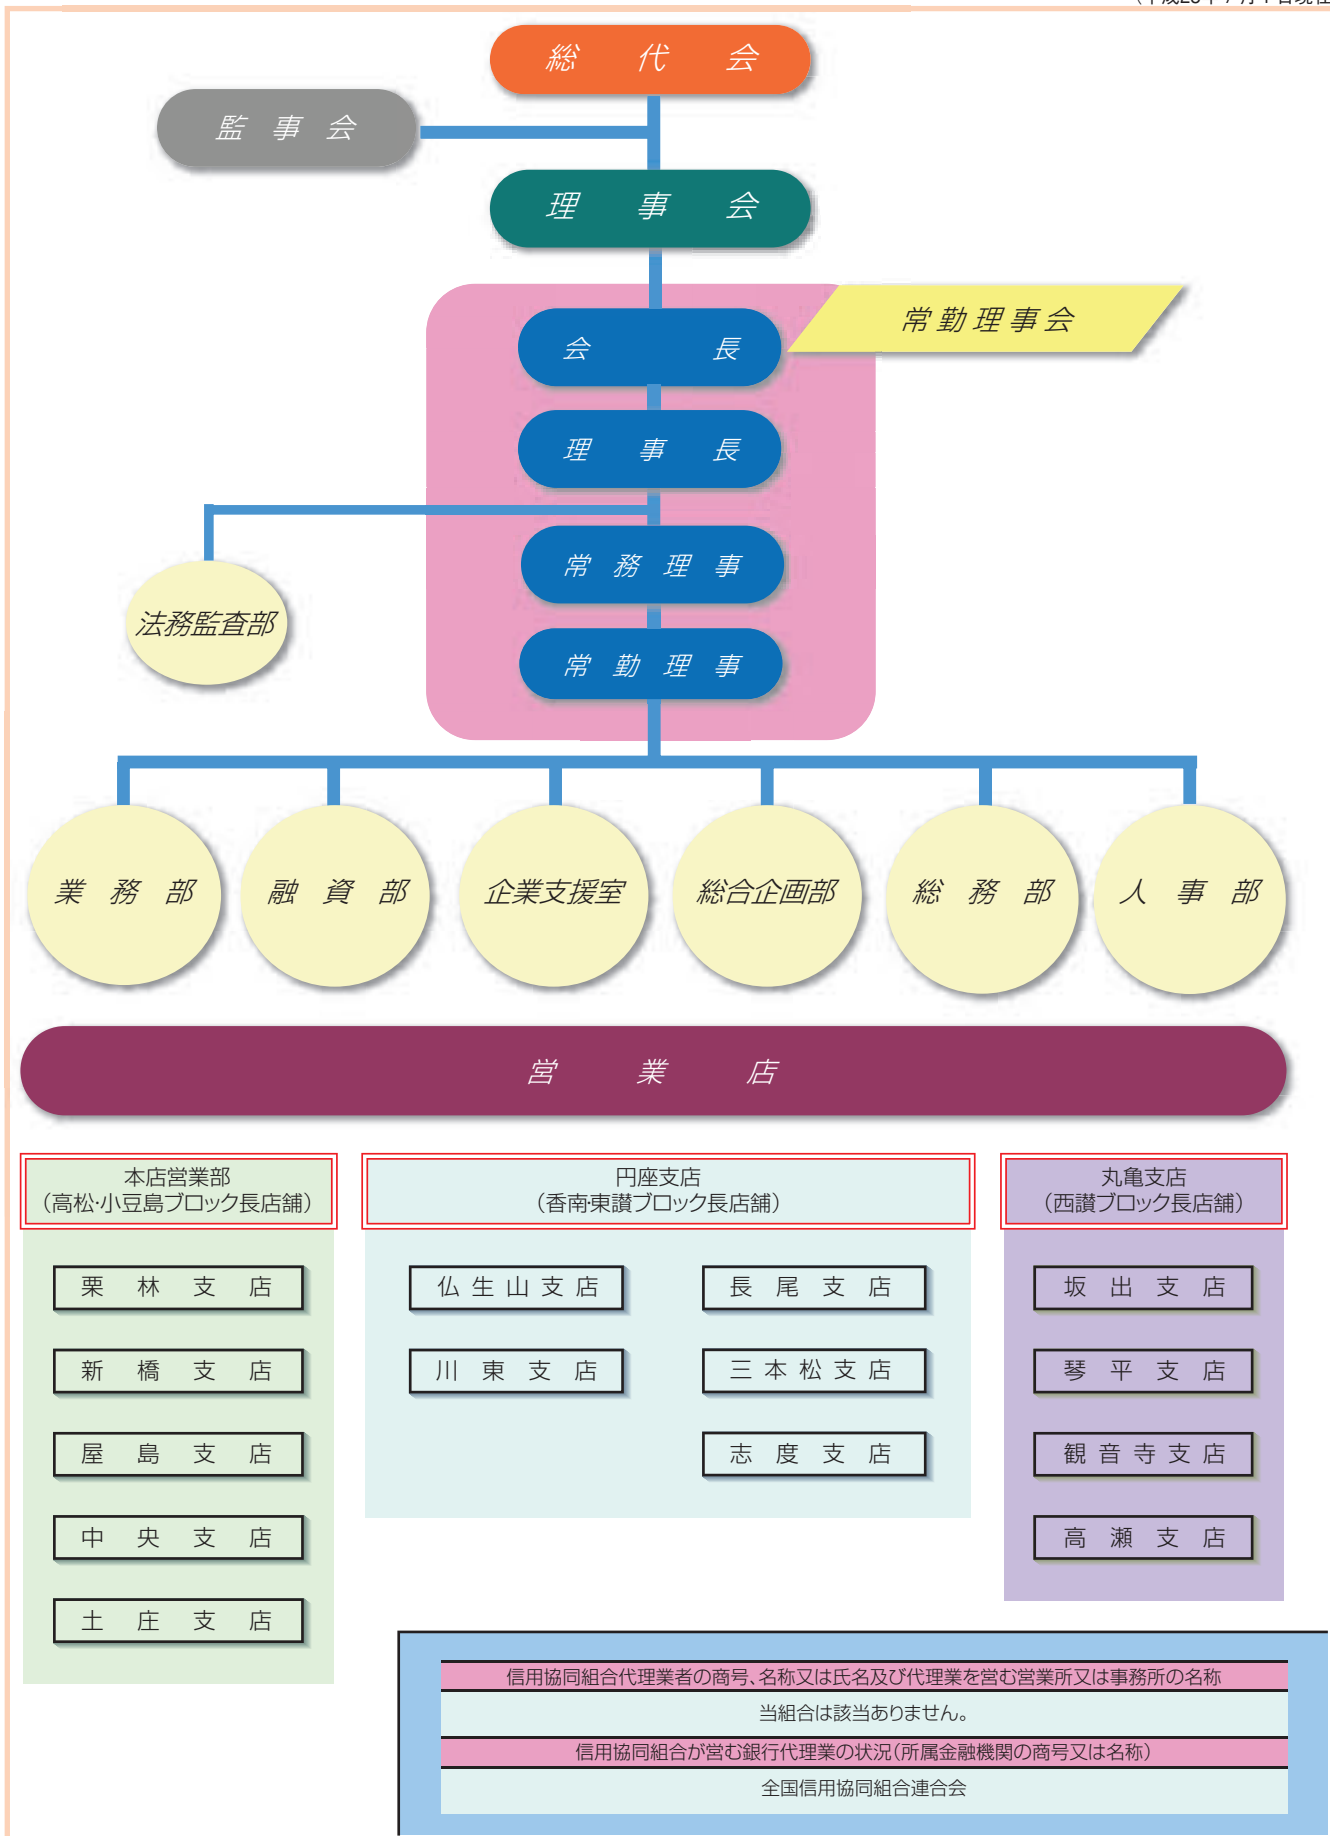 総代会
監事会
理事会
常勤理事会
会長
理事長
常務理事
法務監査部
常勤理事
業務部
融資部
企業支援室
総合企画部
総務部
人事部
営業店
本店営業部
（高松・小豆島ブロック長店舗）
栗林支店
新橋支店
屋島支店
中央支店
土庄支店
円座支店
（香南・東讃ブロック長店舗）
仏生山支店
川東支店
長尾支店
三本松支店
志度支店
丸亀支店
（西讃ブロック長店舗）
坂出支店
琴平支店
観音寺支店
高瀬支店
信用協同組合代理業者の商号、名称又は氏名及び代理業を営む営業所又は事務所の名称
当組合は該当ありません。
信用協同組合が営む銀行代理業の状況（所属金融機関の商号又は名称）
全国信用協同組合連合会